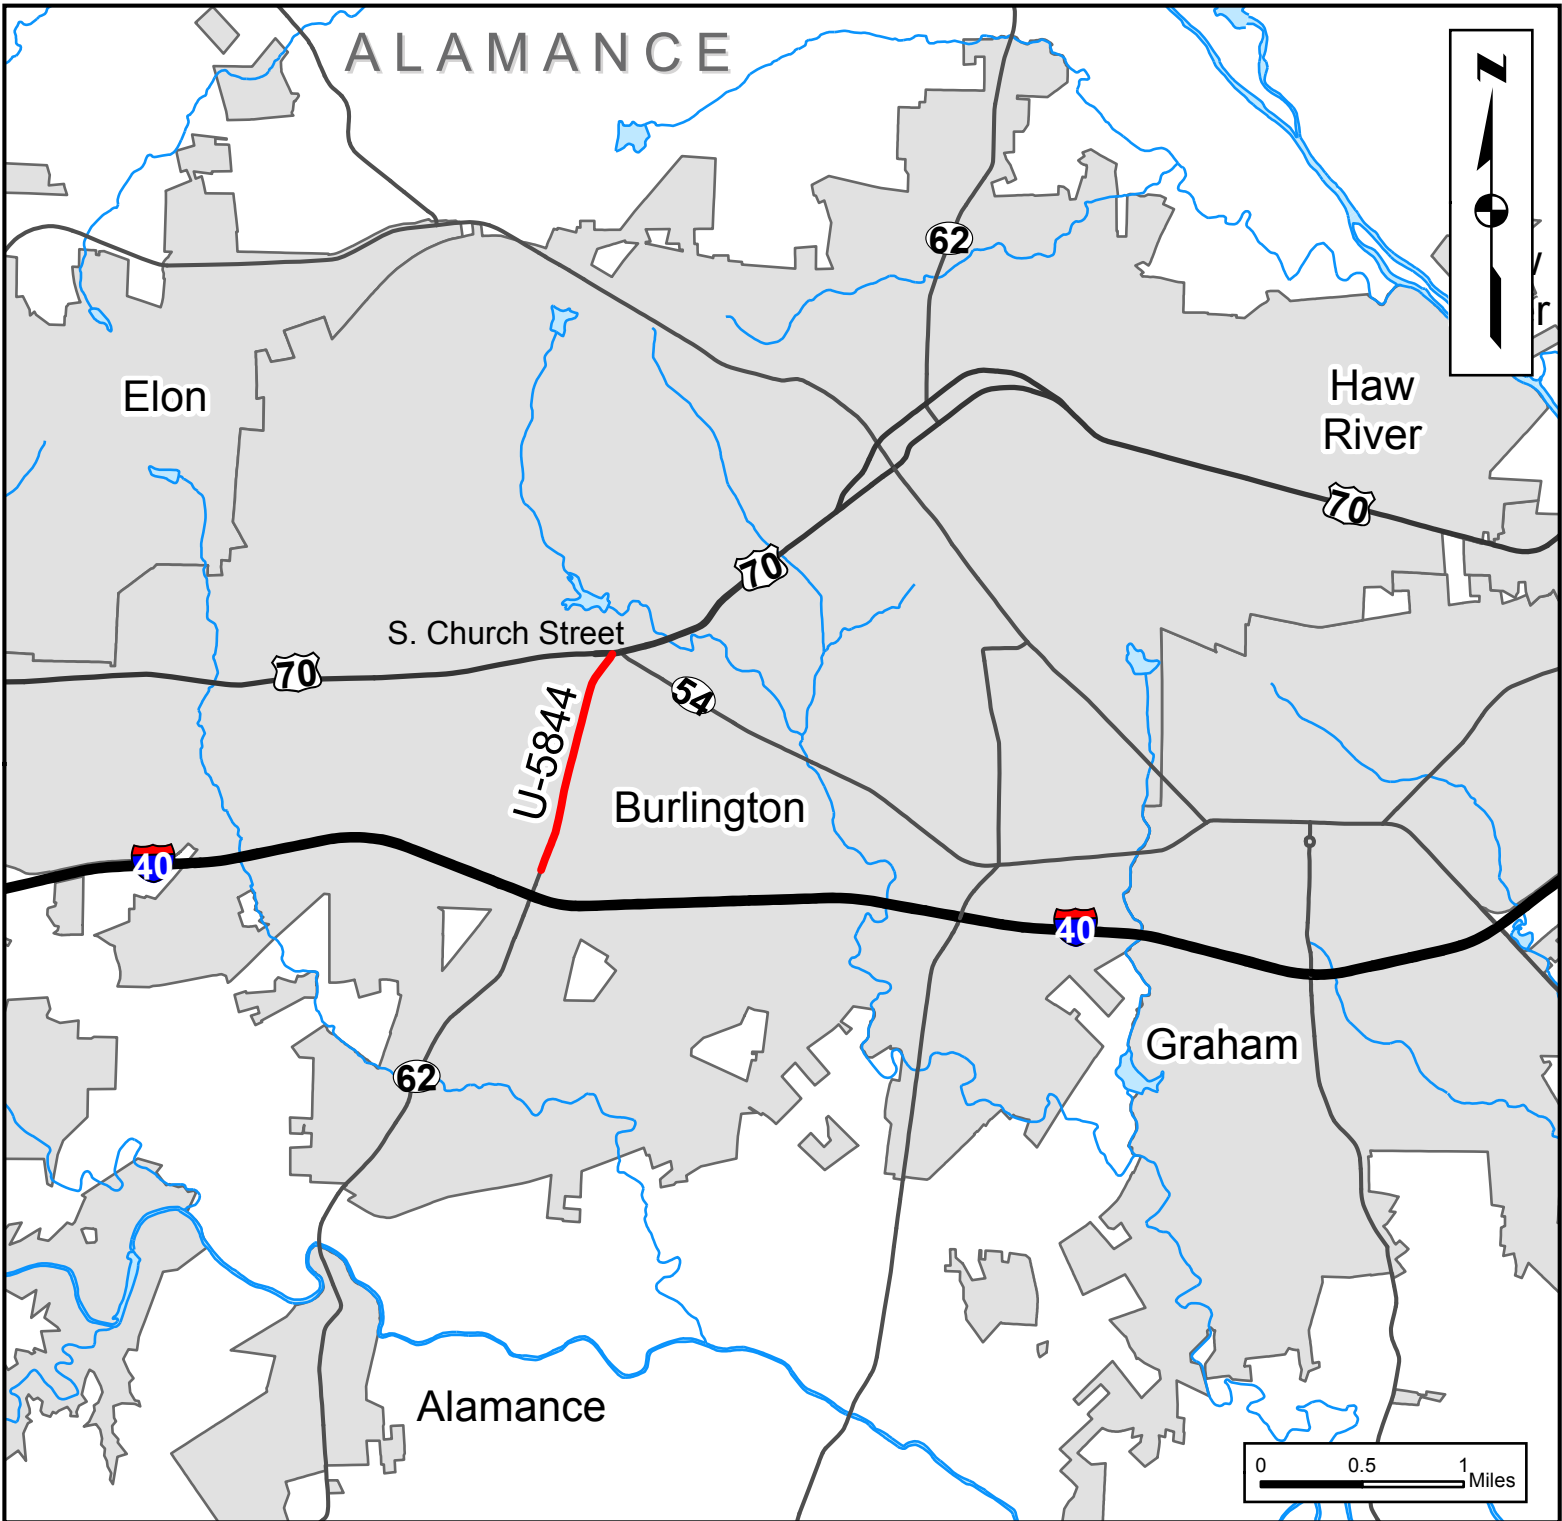 ALAMANCE
N
62
Elon
Haw
River
70
70
S. Church Street
70
54
U-5844
Burlington
40
40
Graham
62
Alamance
0 0.5 1
Miles